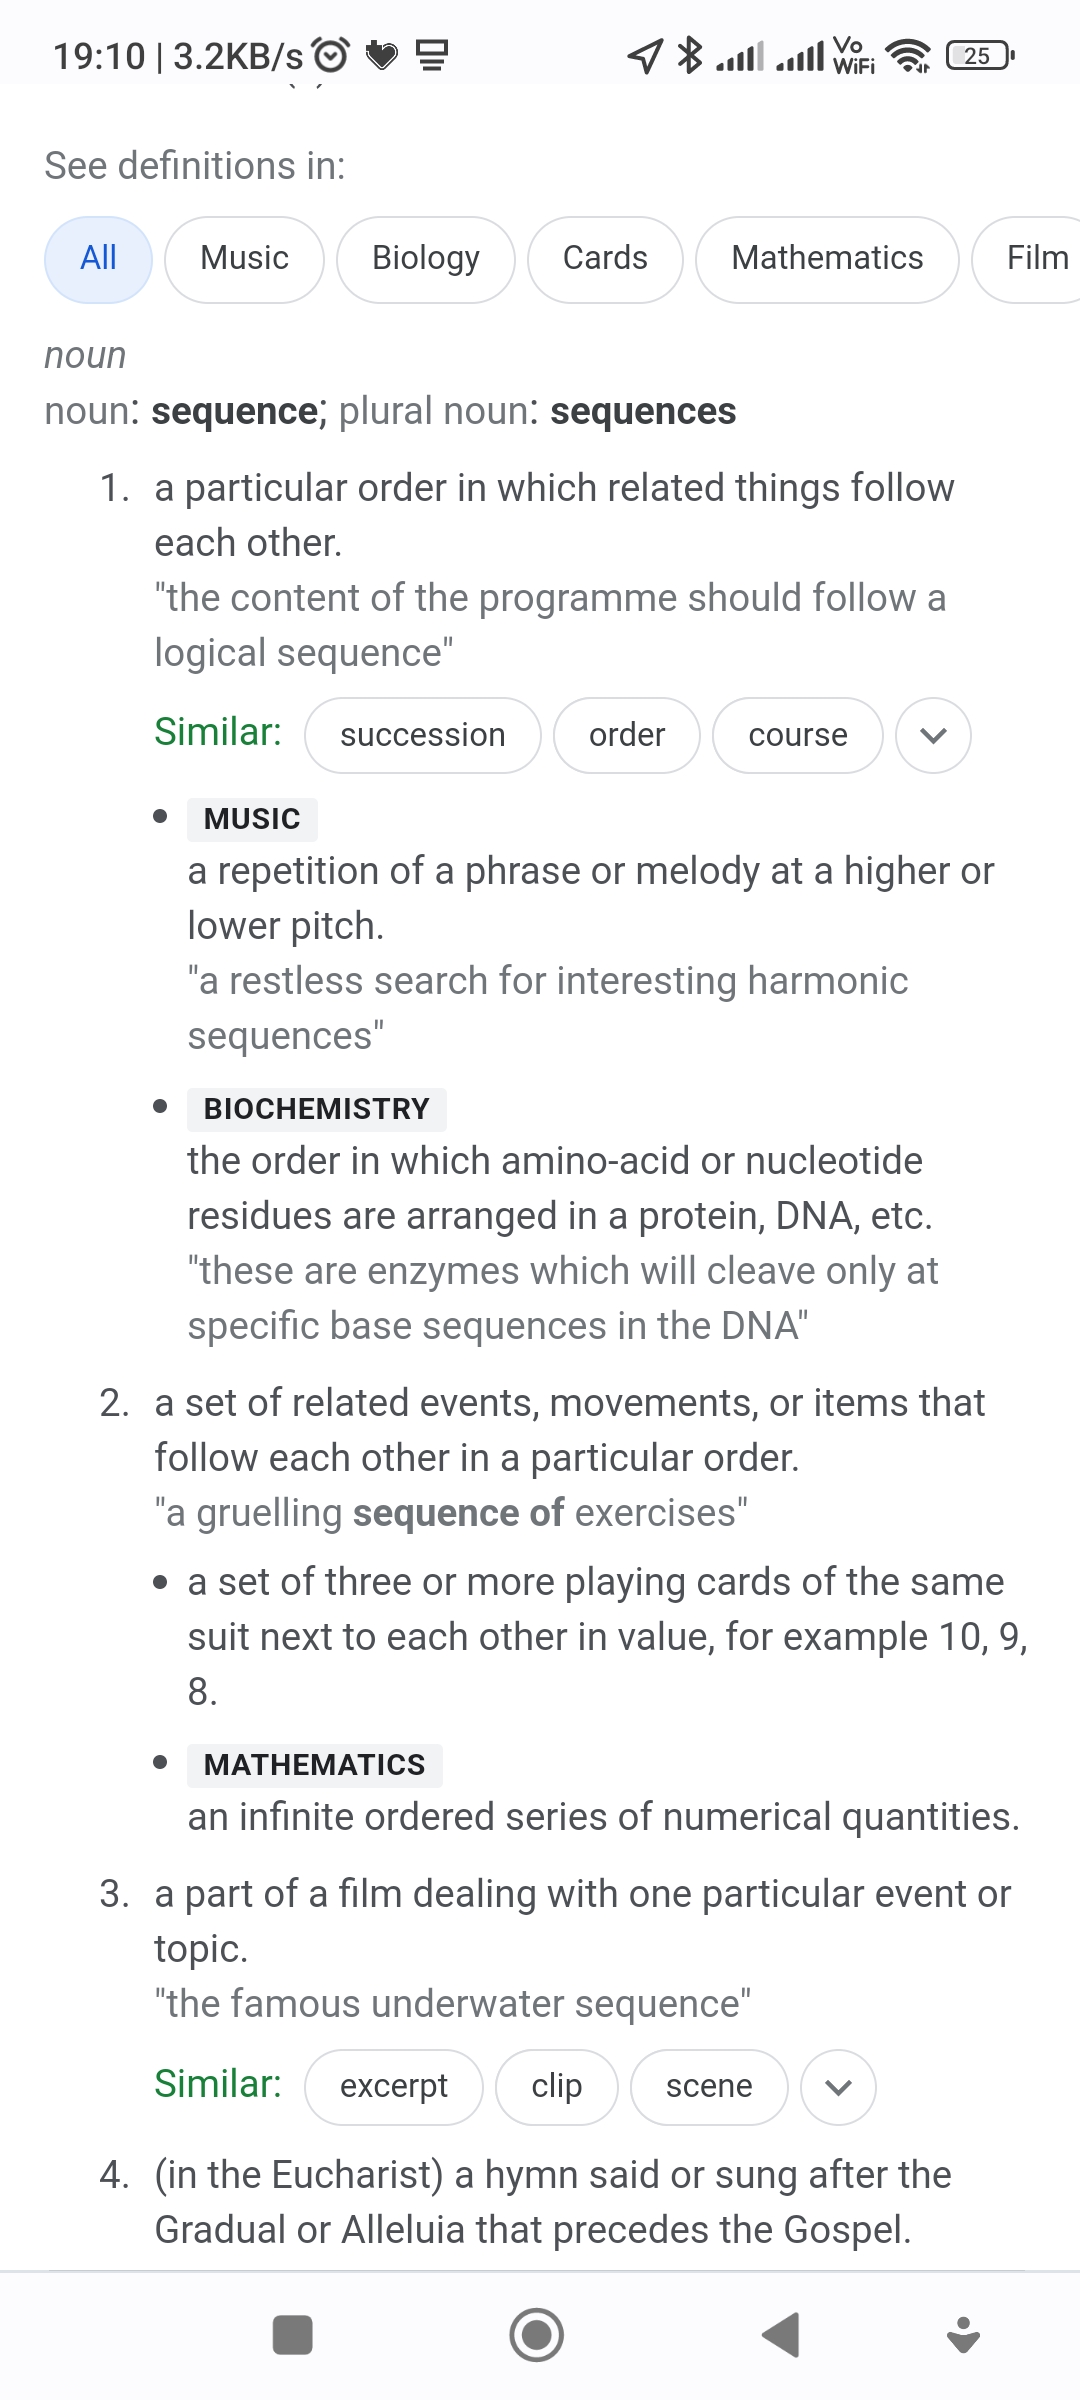 19:10 | 3.2KB/s
Vo
WiFi
25
See definitions in:
All
Music
Biology
Cards
Mathematics
Film
noun
noun: sequence; plural noun: sequences
1. a particular order in which related things follow
each other.
"the content of the programme should follow a
logical sequence"
Similar: succession order course
• MUSIC
a repetition of a phrase or melody at a higher or
lower pitch.
"a restless search for interesting harmonic
sequences"
• BIOCHEMISTRY
the order in which amino-acid or nucleotide
residues are arranged in a protein, DNA, etc.
"these are enzymes which will cleave only at
specific base sequences in the DNA"
2. a set of related events, movements, or items that
follow each other in a particular order.
"a gruelling sequence of exercises"
• a set of three or more playing cards of the same
suit next to each other in value, for example 10, 9,
8.
• MATHEMATICS
an infinite ordered series of numerical quantities.
3. a part of a film dealing with one particular event or
topic.
"the famous underwater sequence"
Similar: excerpt clip scene
4. (in the Eucharist) a hymn said or sung after the
Gradual or Alleluia that precedes the Gospel.